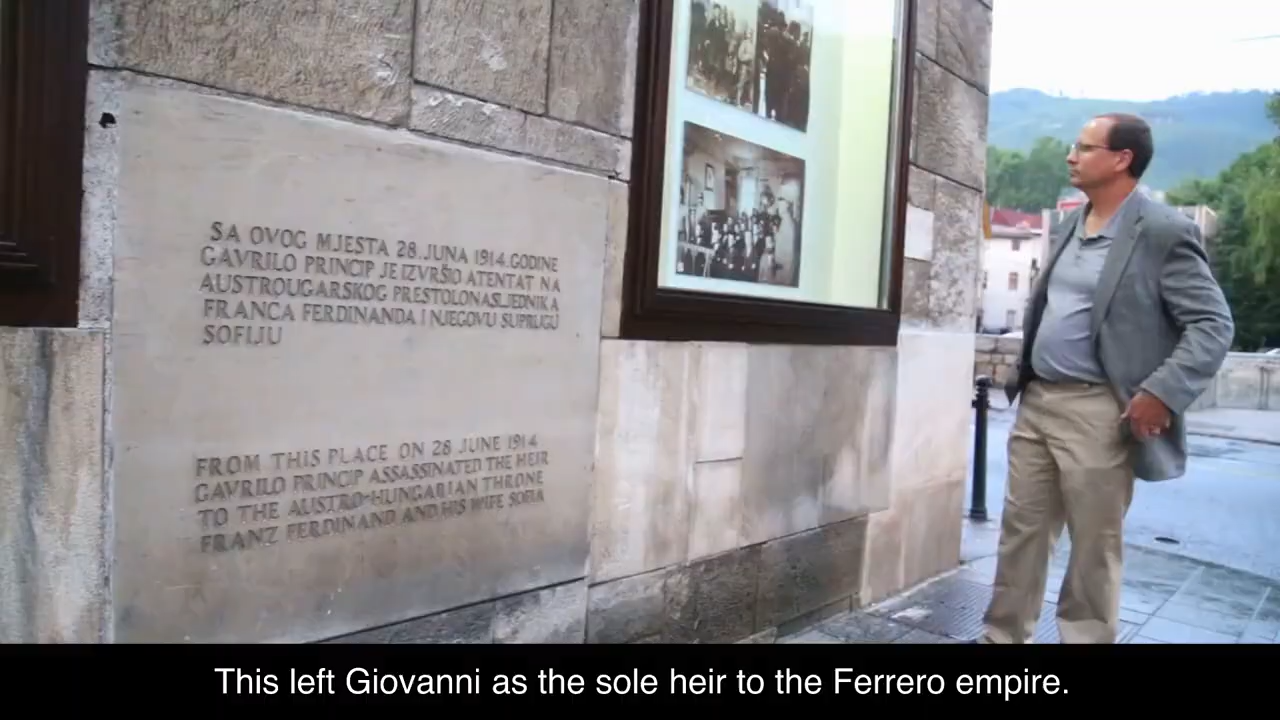 SA OVOG MJESTA 28. JUNA 1914. GODINE
GAVRILO PRINCIP JE IZVRŠIO ATENTAT NA
AUSTROUGARSKOG PRESTOLONASLJEDNIKA
FRANCA FERDINANDA I NJEGOVU SUPRUGU
SOFIJU
FROM THIS PLACE ON 28 JUNE 1914
GAVRILO PRINCIP ASSASSINATED THE HEIR
TO THE AUSTRO-HUNGARIAN THRONE
FRANZ FERDINAND AND HIS WIFE SOFIA
This left Giovanni as the sole heir to the Ferrero empire.